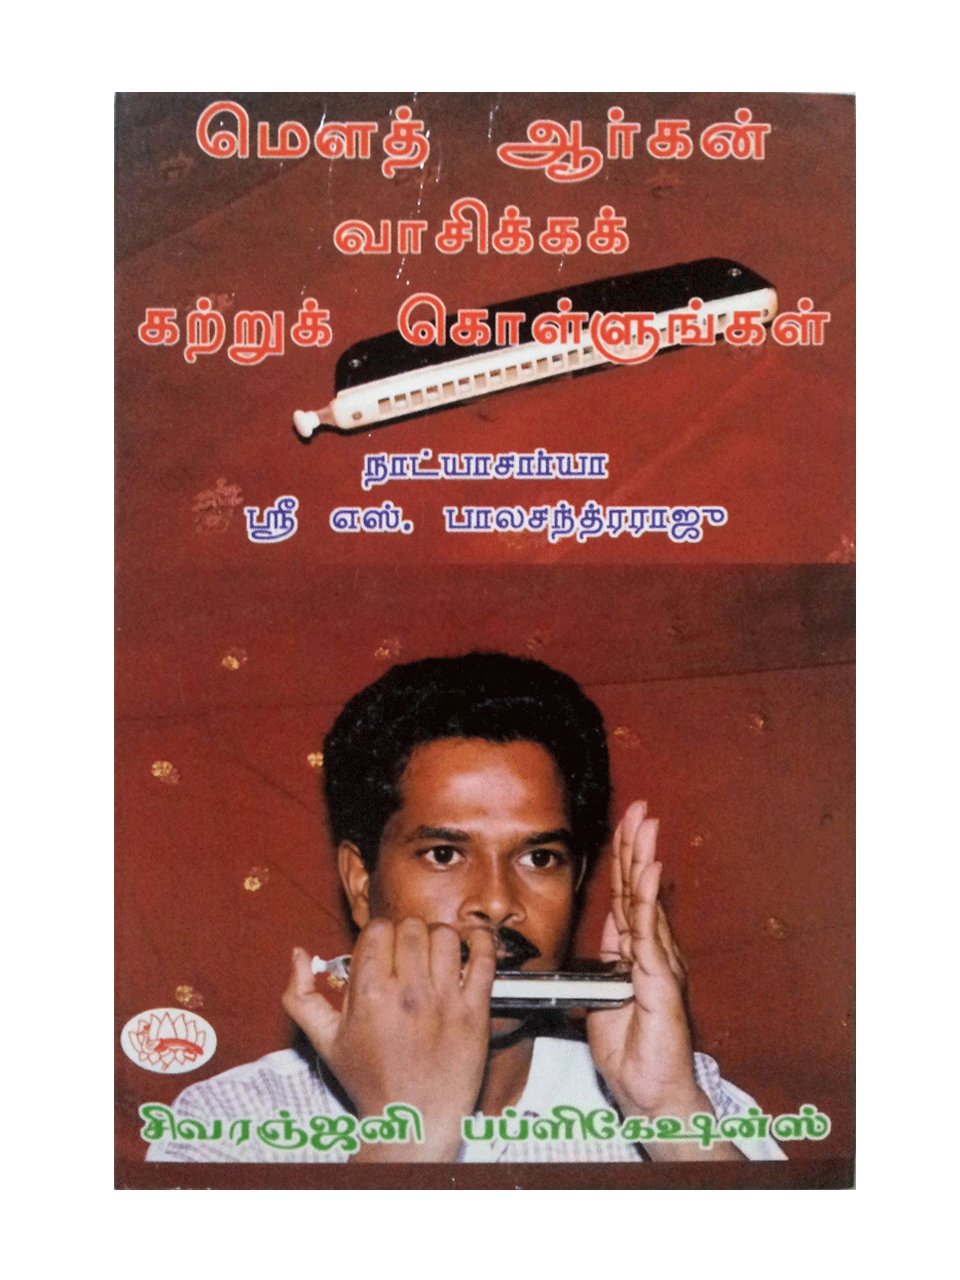 மௌத் ஆர்கன்
வாசிக்கக்
கற்றுக் கொள்ளுங்கள்
நாட்யாசார்யா
ஸ்ரீ எஸ். பாலசந்த்ரராஜு
சிவரஞ்ஜனி பப்ளிகேஷன்ஸ்